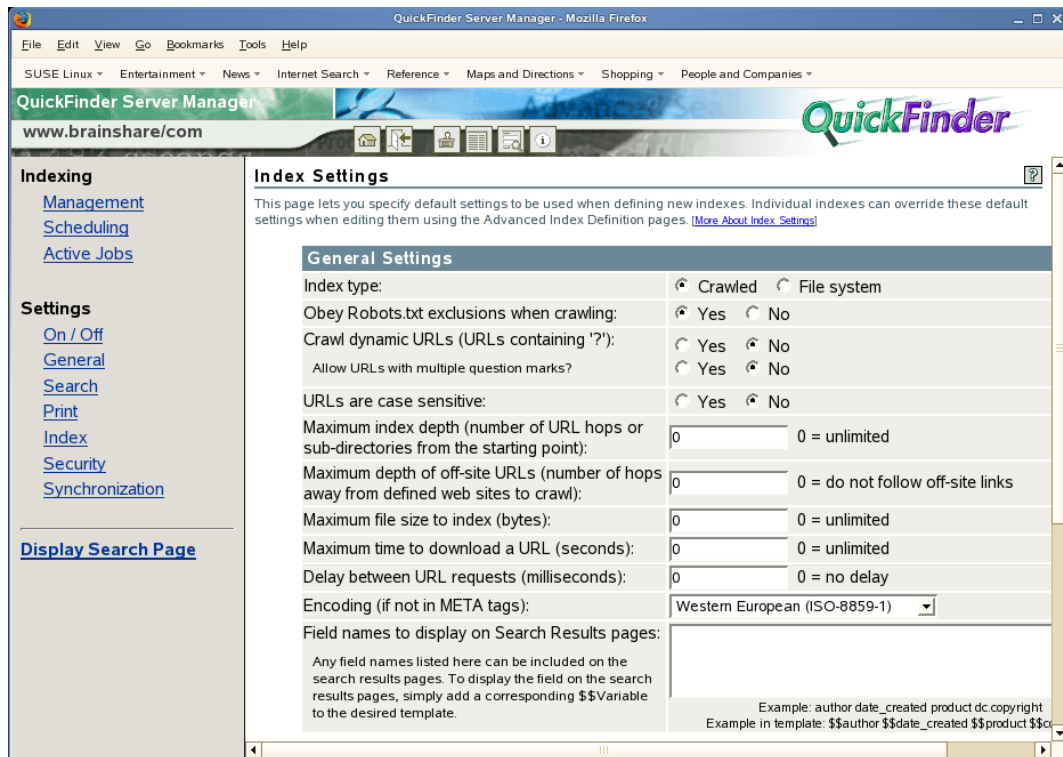 QuickFinder Server Manager - Mozilla Firefox
File Edit View Go Bookmarks Tools Help
SUSE Linux Entertainment News Internet Search Reference Maps and Directions Shopping People and Companies
QuickFinder Server Manager
Advanced Sea
www.brainshare/com
QuickFinder
Indexing
Management
Scheduling
Active Jobs
Settings
On / Off
General
Search
Print
Index
Security
Synchronization
Display Search Page
Index Settings
?
This page lets you specify default settings to be used when defining new indexes. Individual indexes can override these default
settings when editing them using the Advanced Index Definition pages. [More About Index Settings]
General Settings
Index type: Crawled File system
Obey Robots.txt exclusions when crawling: Yes No
Crawl dynamic URLs (URLs containing '?'): Yes No
Allow URLs with multiple question marks? Yes No
URLs are case sensitive: Yes No
Maximum index depth (number of URL hops or
sub-directories from the starting point): 0 0 = unlimited
Maximum depth of off-site URLs (number of hops
away from defined web sites to crawl): 0 0 = do not follow off-site links
Maximum file size to index (bytes): 0 0 = unlimited
Maximum time to download a URL (seconds): 0 0 = unlimited
Delay between URL requests (milliseconds): 0 0 = no delay
Encoding (if not in META tags): Western European (ISO-8859-1)
Field names to display on Search Results pages:
Any field names listed here can be included on the
search results pages. To display the field on the search
results pages, simply add a corresponding $$Variable
to the desired template.
Example: author date_created product dc.copyright
Example in template: $$author $$date_created $$product $$c